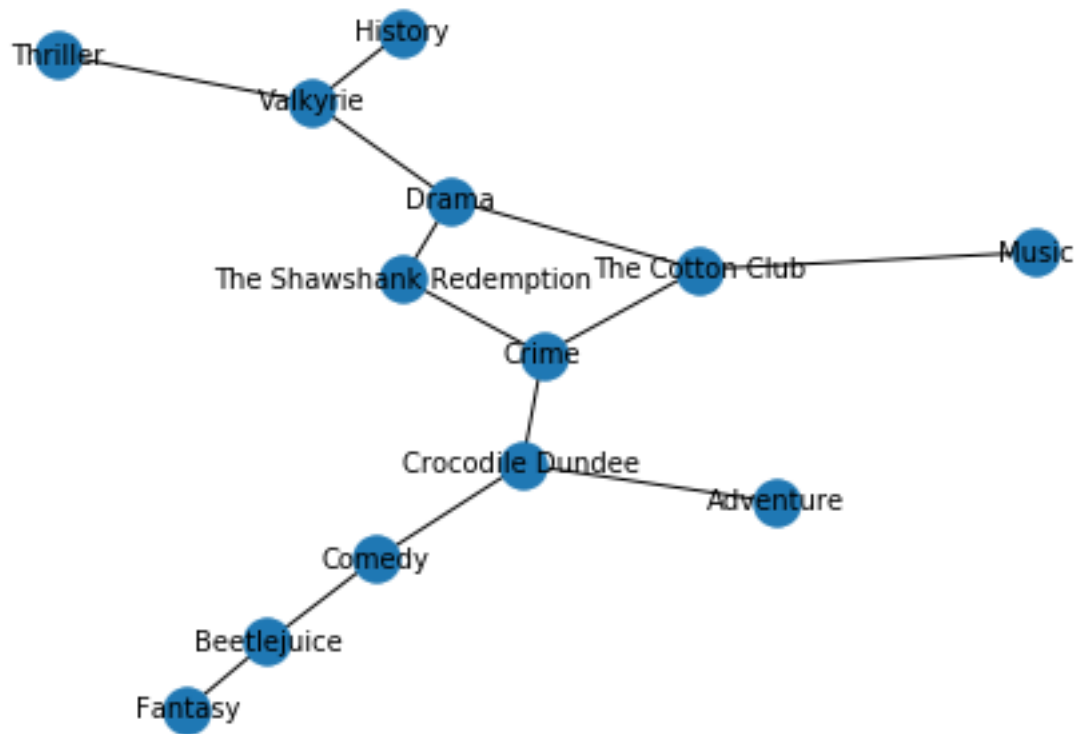 History
Thriller
Valkyrie
Drama
Music
The Cotton Club
The Shawshank Redemption
Crime
Crocodile Dundee
Adventure
Comedy
Beetlejuice
Fantasy